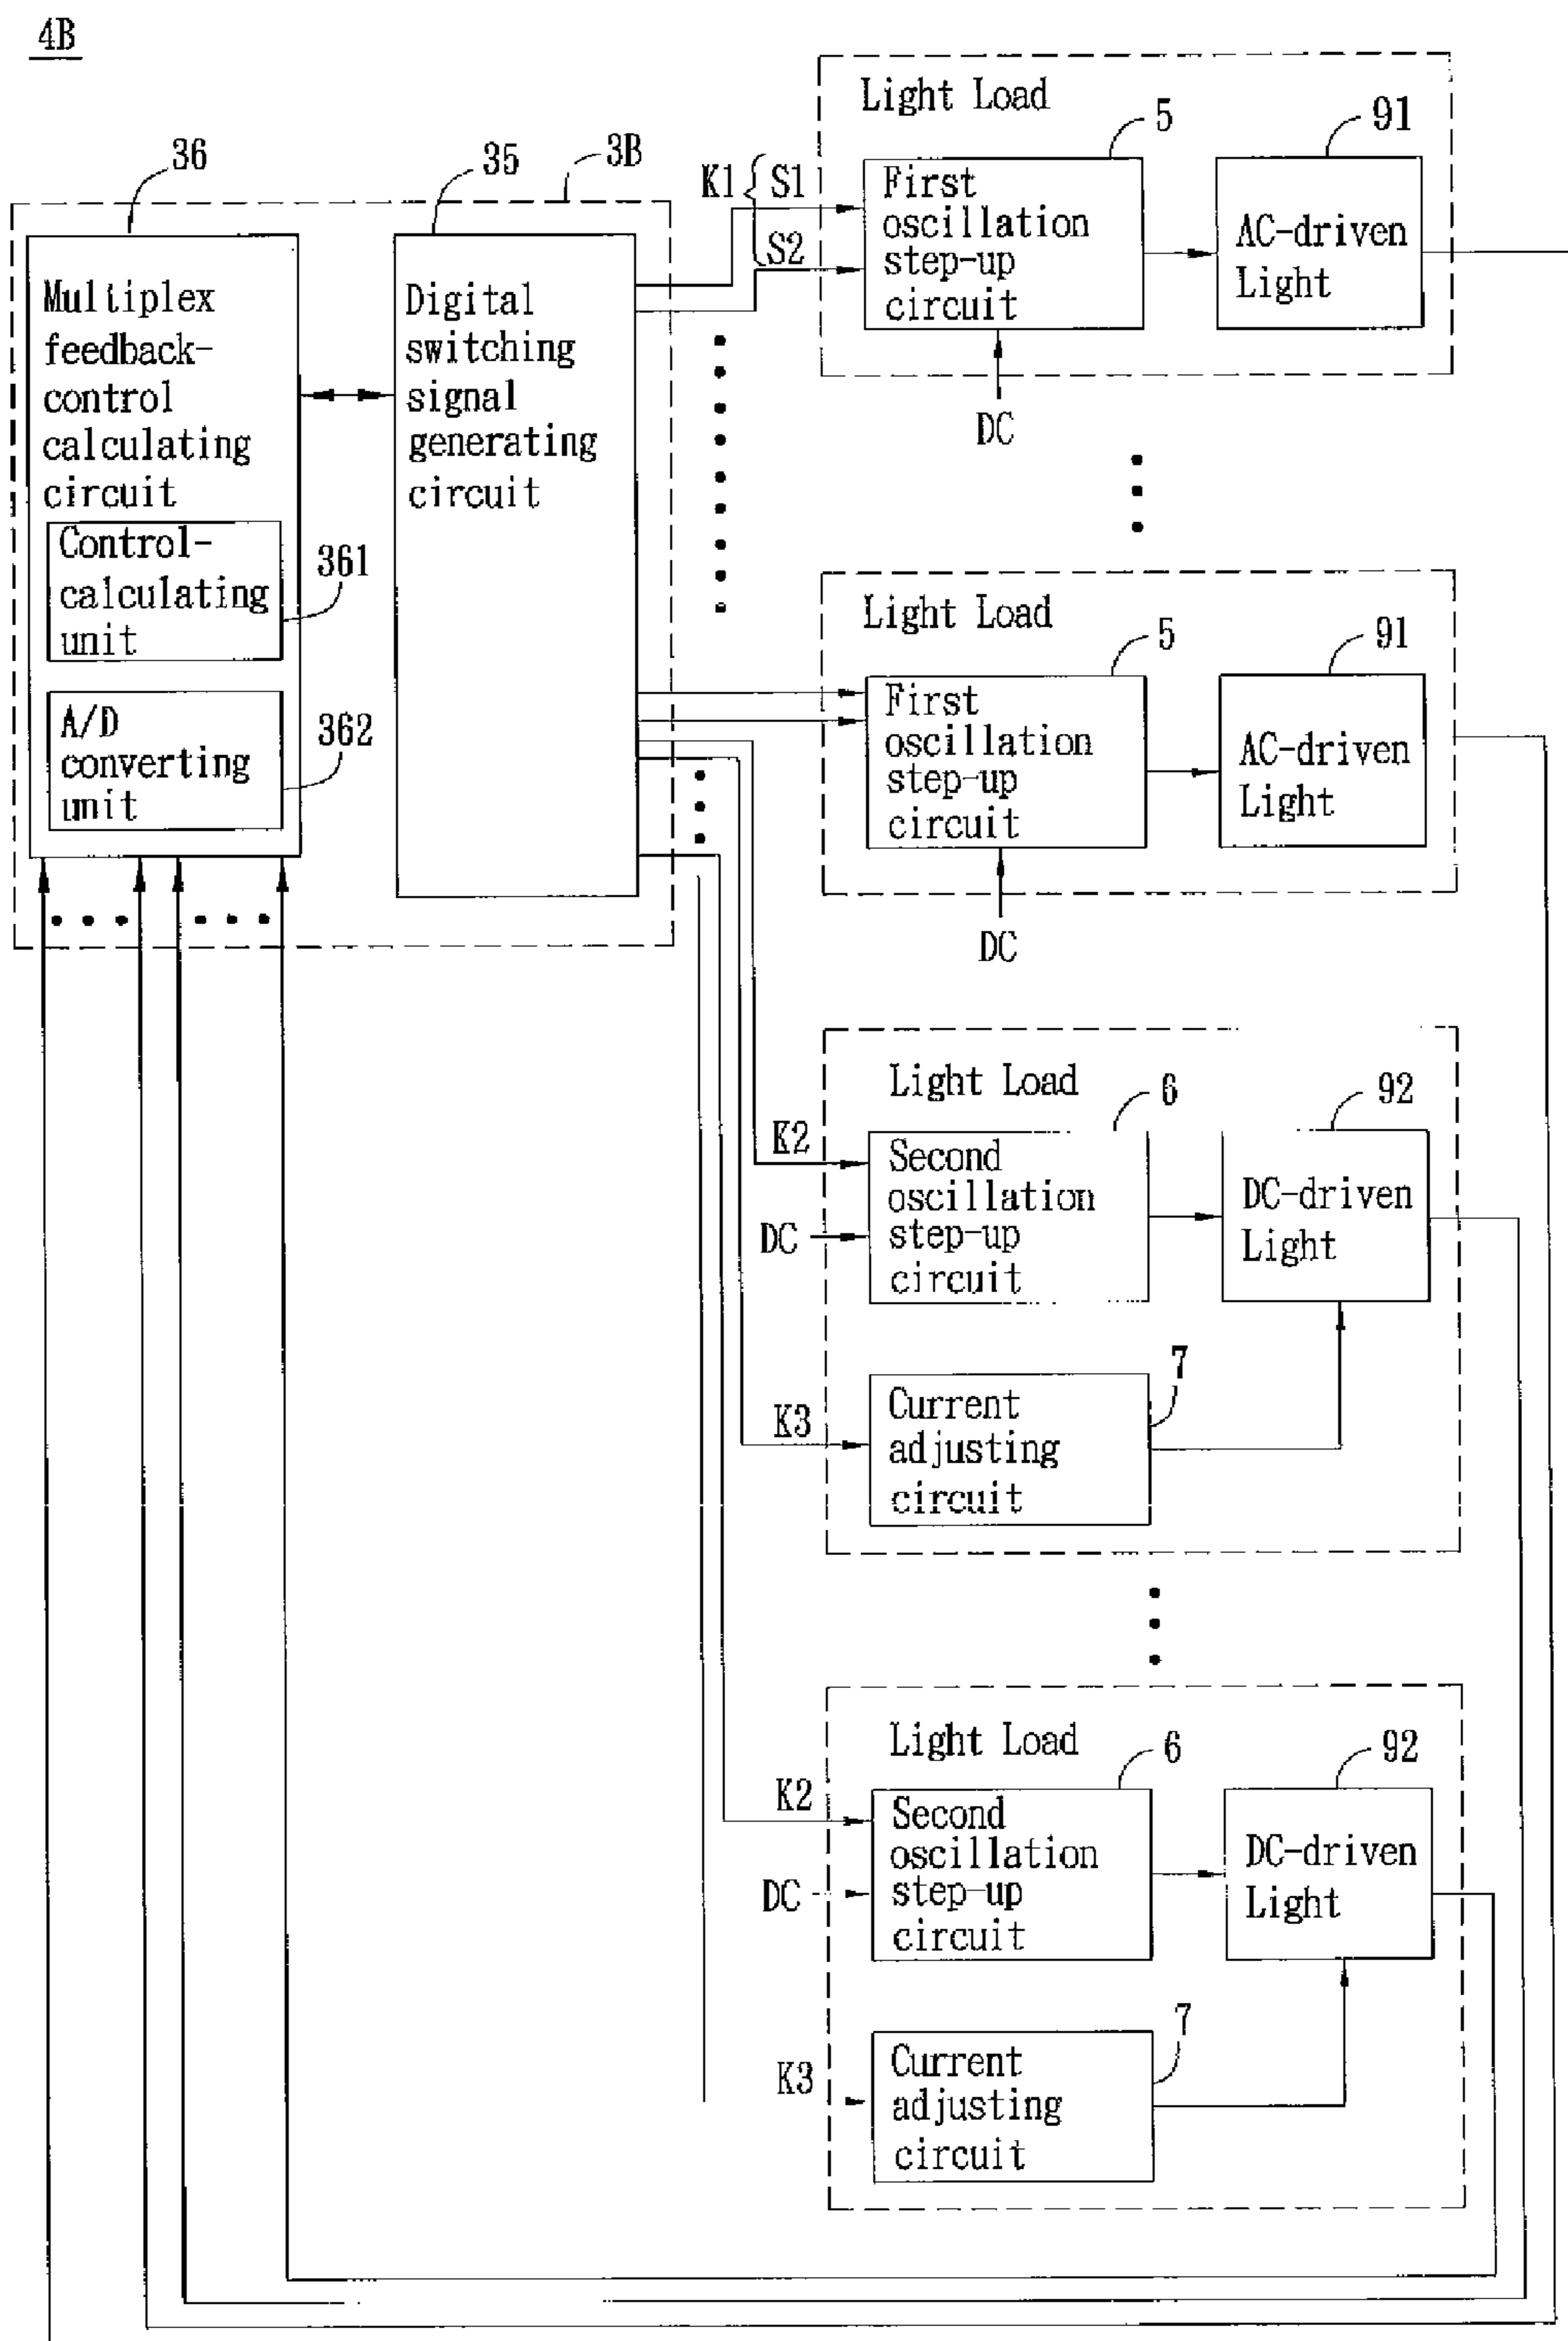 4B
36
35
3B
Multiplex
feedback-
control
calculating
circuit
Control-
calculating
unit
361
A/D
converting
unit
362
Digital
switching
signal
generating
circuit
K1 { S1
S2
Light Load
5
91
First
oscillation
step-up
circuit
AC-driven
Light
DC
Light Load
5
91
First
oscillation
step-up
circuit
AC-driven
Light
DC
Light Load
6
92
K2
Second
oscillation
step-up
circuit
DC
DC-driven
Light
7
K3
Current
adjusting
circuit
Light Load
6
92
K2
Second
oscillation
step-up
circuit
DC
DC-driven
Light
7
K3
Current
adjusting
circuit